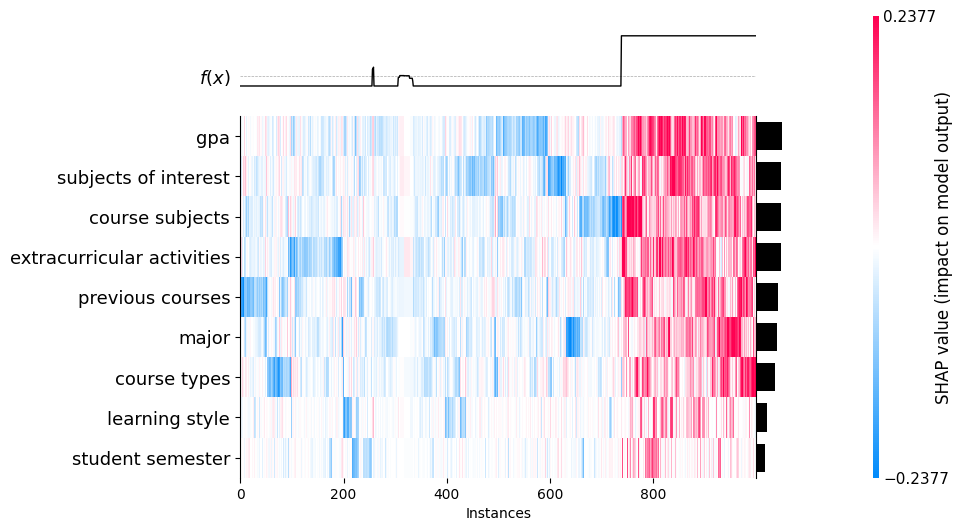 0.2377
f(x)
gpa
subjects of interest
course subjects
extracurricular activities
previous courses
major
course types
learning style
student semester
SHAP value (impact on model output)
−0.2377
0 200 400 600 800
Instances